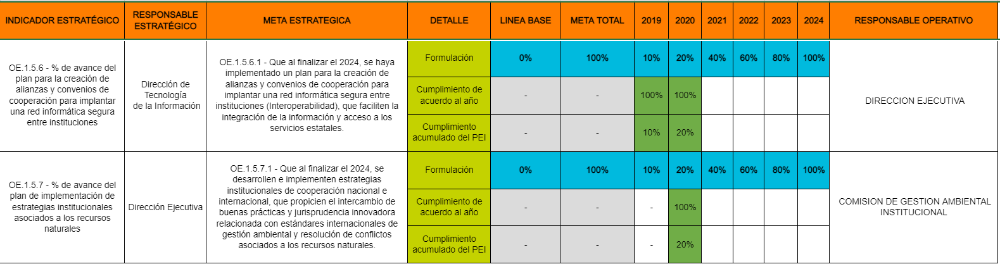 INDICADOR ESTRATÉGICO
RESPONSABLE
ESTRATÉGICO
META ESTRATEGICA
DETALLE
LINEA BASE
META TOTAL
2019
2020
2021
2022
2023
2024
RESPONSABLE OPERATIVO
OE.1.5.6 - % de avance del
plan para la creación de
alianzas y convenios de
cooperación para implantar
una red informática segura
entre instituciones
Dirección de
Tecnología
de la Información
OE.1.5.6.1 - Que al finalizar el 2024, se haya
implementado un plan para la creación de
alianzas y convenios de cooperación para
implantar una red informática segura entre
instituciones (Interoperabilidad), que faciliten la
integración de la información y acceso a los
servicios estatales.
Formulación
0%
100%
10%
20%
40%
60%
80%
100%
Cumplimiento de
acuerdo al año
-
-
100%
100%
Cumplimiento
acumulado del PEI
-
-
10%
20%
DIRECCION EJECUTIVA
OE.1.5.7 - % de avance del
plan de implementación de
estrategias institucionales
asociados a los recursos
naturales
Dirección Ejecutiva
OE.1.5.7.1 - Que al finalizar el 2024, se
desarrollen e implementen estrategias
institucionales de cooperación nacional e
internacional, que propicien el intercambio de
buenas prácticas y jurisprudencia innovadora
relacionada con estándares internacionales de
gestión ambiental y resolución de conflictos
asociados a los recursos naturales.
Formulación
0%
100%
10%
20%
40%
60%
80%
100%
Cumplimiento de
acuerdo al año
-
-
-
100%
Cumplimiento
acumulado del PEI
-
-
-
20%
COMISION DE GESTION AMBIENTAL
INSTITUCIONAL